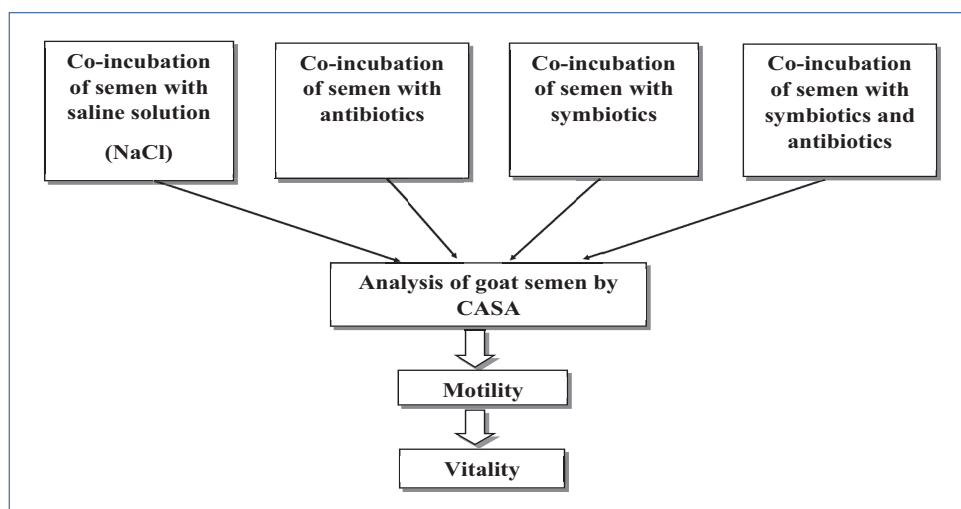 Co-incubation
of semen with
saline solution
(NaCl)
Co-incubation
of semen with
antibiotics
Co-incubation
of semen with
symbiotics
Co-incubation
of semen with
symbiotics and
antibiotics
Analysis of goat semen by
CASA
Motility
Vitality